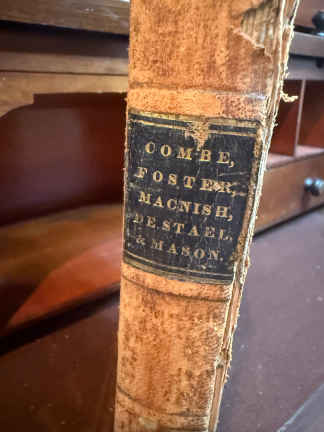 COMBE,
FOSTER,
MACNISH,
DE.STAEL,
& MASON.